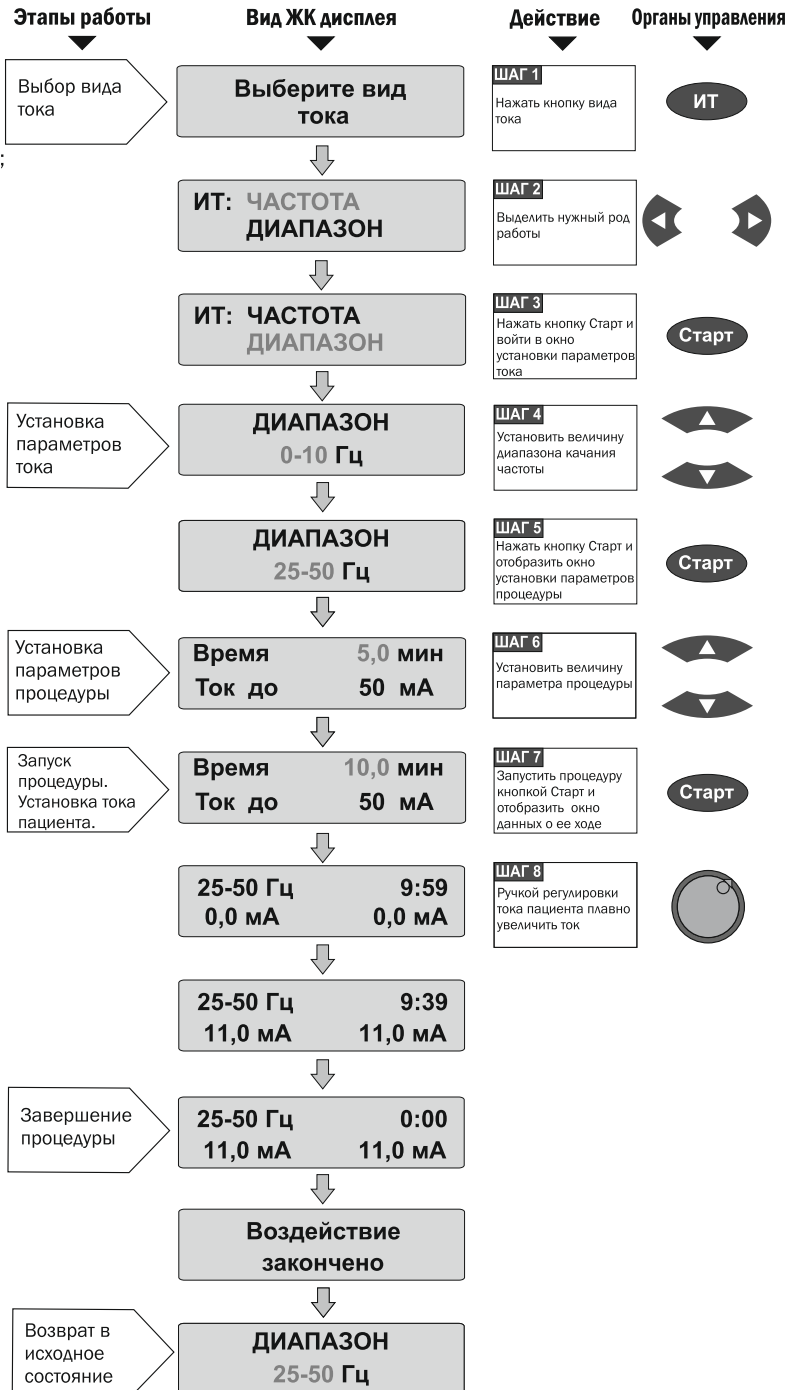 Этапы работы
Вид ЖК дисплея
Действие
Органы управления
Выбор вида
тока
;
Выберите вид
тока
ШАГ 1
Нажать кнопку вида
тока
ИТ
ИТ: ЧАСТОТА
ДИАПАЗОН
ШАГ 2
Выделить нужный род
работы
ИТ: ЧАСТОТА
ДИАПАЗОН
ШАГ 3
Нажать кнопку Старт и
войти в окно
установки параметров
тока
Старт
Установка
параметров
тока
ДИАПАЗОН
0-10 Гц
ШАГ 4
Установить величину
диапазона качания
частоты
ДИАПАЗОН
25-50 Гц
ШАГ 5
Нажать кнопку Старт и
отобразить окно
установки параметров
процедуры
Старт
Установка
параметров
процедуры
Время 5,0 мин
Ток до 50 мА
ШАГ 6
Установить величину
параметра процедуры
Запуск
процедуры.
Установка тока
пациента.
Время 10,0 мин
Ток до 50 мА
ШАГ 7
Запустить процедуру
кнопкой Старт и
отобразить окно
данных о ее ходе
Старт
25-50 Гц 9:59
0,0 мА 0,0 мА
ШАГ 8
Ручкой регулировки
тока пациента плавно
увеличить ток
25-50 Гц 9:39
11,0 мА 11,0 мА
Завершение
процедуры
25-50 Гц 0:00
11,0 мА 11,0 мА
Воздействие
закончено
Возврат в
исходное
состояние
ДИАПАЗОН
25-50 Гц